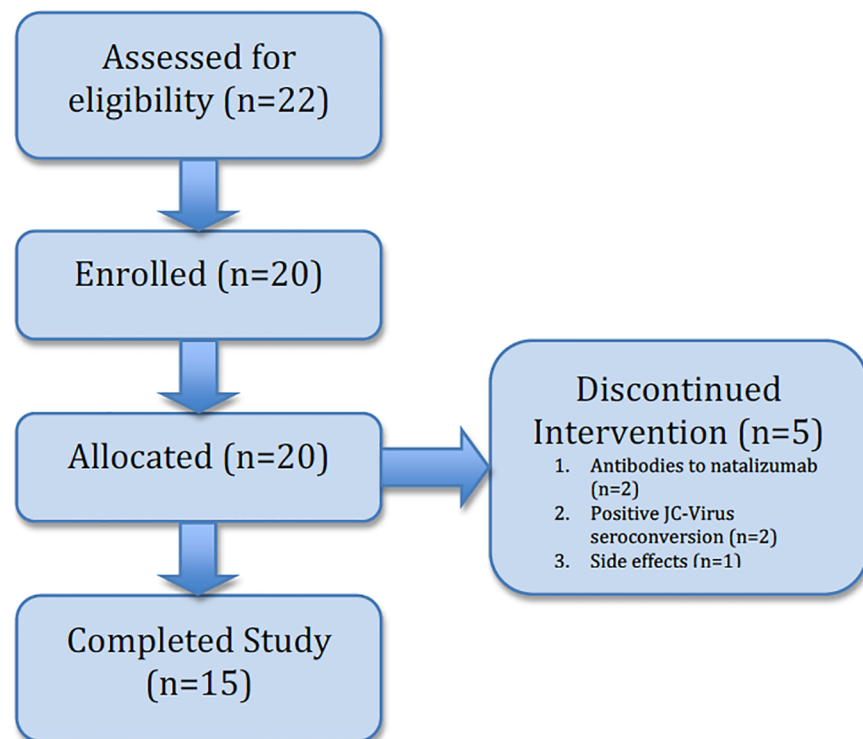 Assessed for
eligibility (n=22)
Enrolled (n=20)
Allocated (n=20)
Discontinued
Intervention (n=5)
1. Antibodies to natalizumab
(n=2)
2. Positive JC-Virus
seroconversion (n=2)
3. Side effects (n=1)
Completed Study
(n=15)